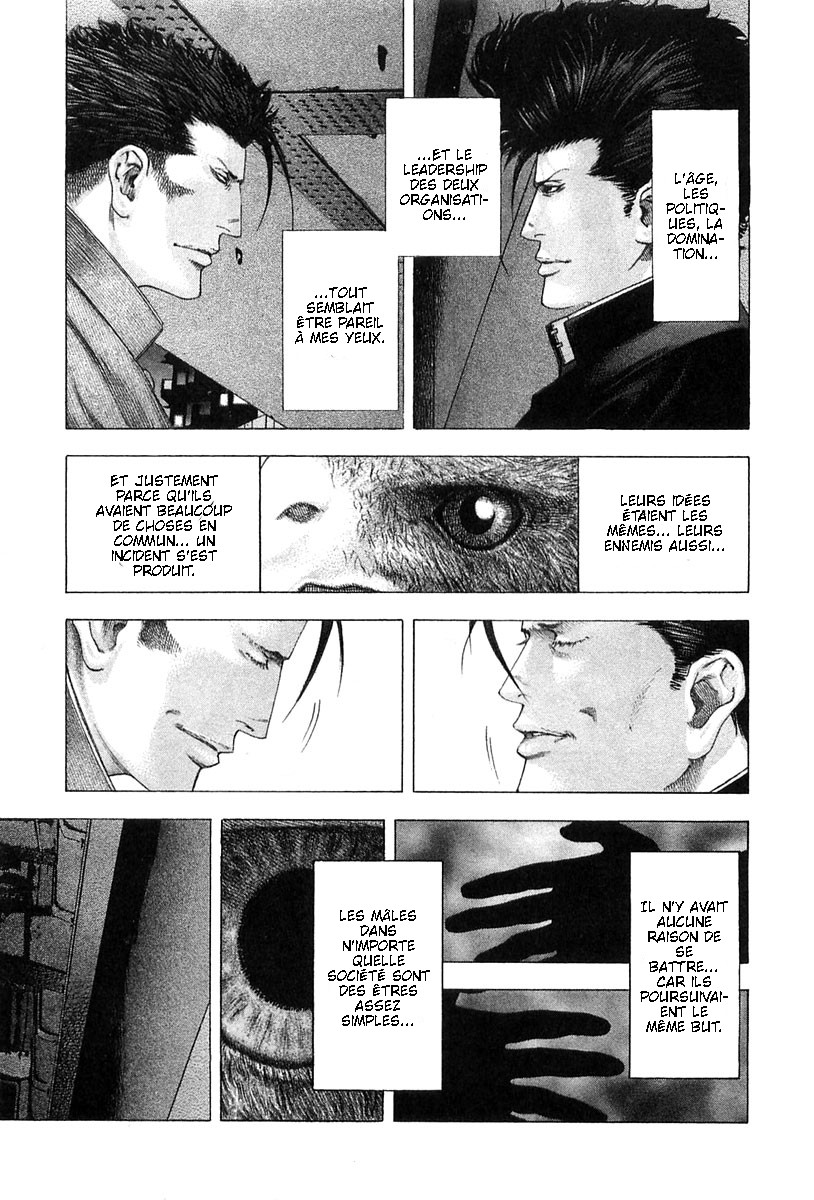 L'ÂGE,
LES
POLITIQ-
UES, LA
DOMINA-
TION...
...ET LE
LEADERSHIP
DES DEUX
ORGANISATI-
ONS...
...TOUT
SEMBLAIT
ÊTRE PAREIL
À MES YEUX.
LEURS IDÉES
ÉTAIENT LES
MÊMES... LEURS
ENNEMIS AUSSI...
ET JUSTEMENT
PARCE QU'ILS
AVAIENT BEAUCOUP
DE CHOSES EN
COMMUN... UN
INCIDENT S'EST
PRODUIT.
IL N'Y AVAIT
AUCUNE
RAISON DE
SE
BATTRE...
CAR ILS
POURSUIVAI-
ENT LE
MÊME BUT.
LES MÂLES
DANS
N'IMPORTE
QUELLE
SOCIÉTÉ SONT
DES ÊTRES
ASSEZ
SIMPLES...